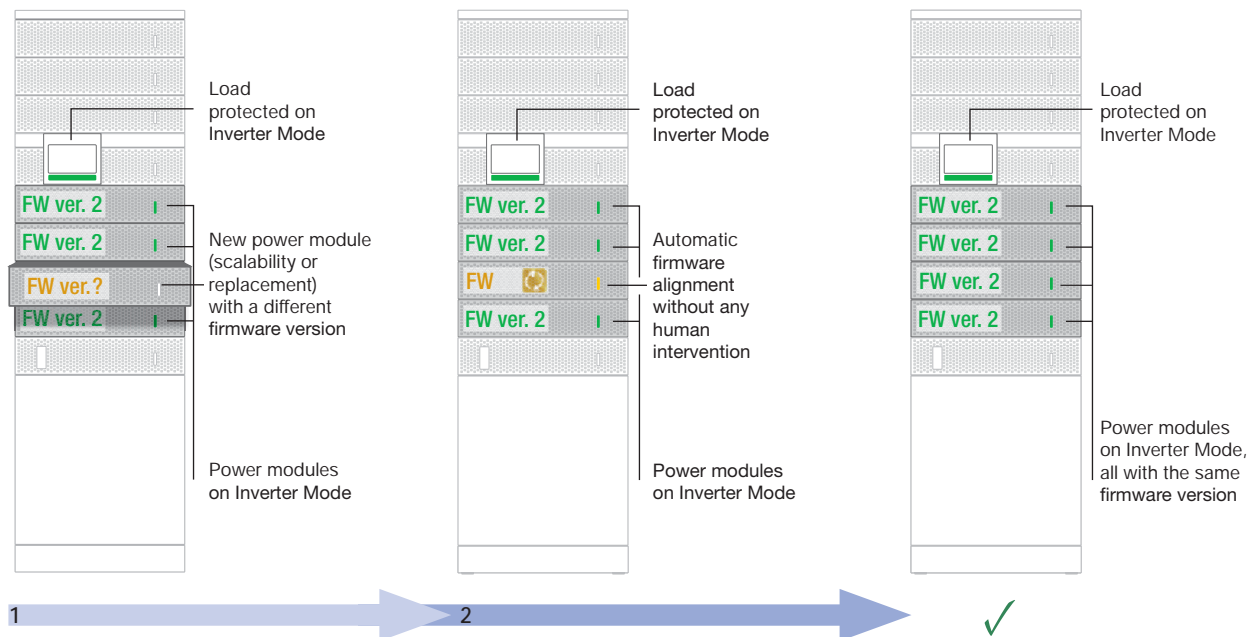 Load
protected on
Inverter Mode
FW ver. 2
FW ver. 2
FW ver.?
FW ver. 2
New power module
(scalability or
replacement)
with a different
firmware version
Power modules
on Inverter Mode
1
Load
protected on
Inverter Mode
FW ver. 2
FW ver. 2
FW
FW ver. 2
Automatic
firmware
alignment
without any
human
intervention
Power modules
on Inverter Mode
2
Load
protected on
Inverter Mode
FW ver. 2
FW ver. 2
FW ver. 2
FW ver. 2
Power modules
on Inverter Mode,
all with the same
firmware version